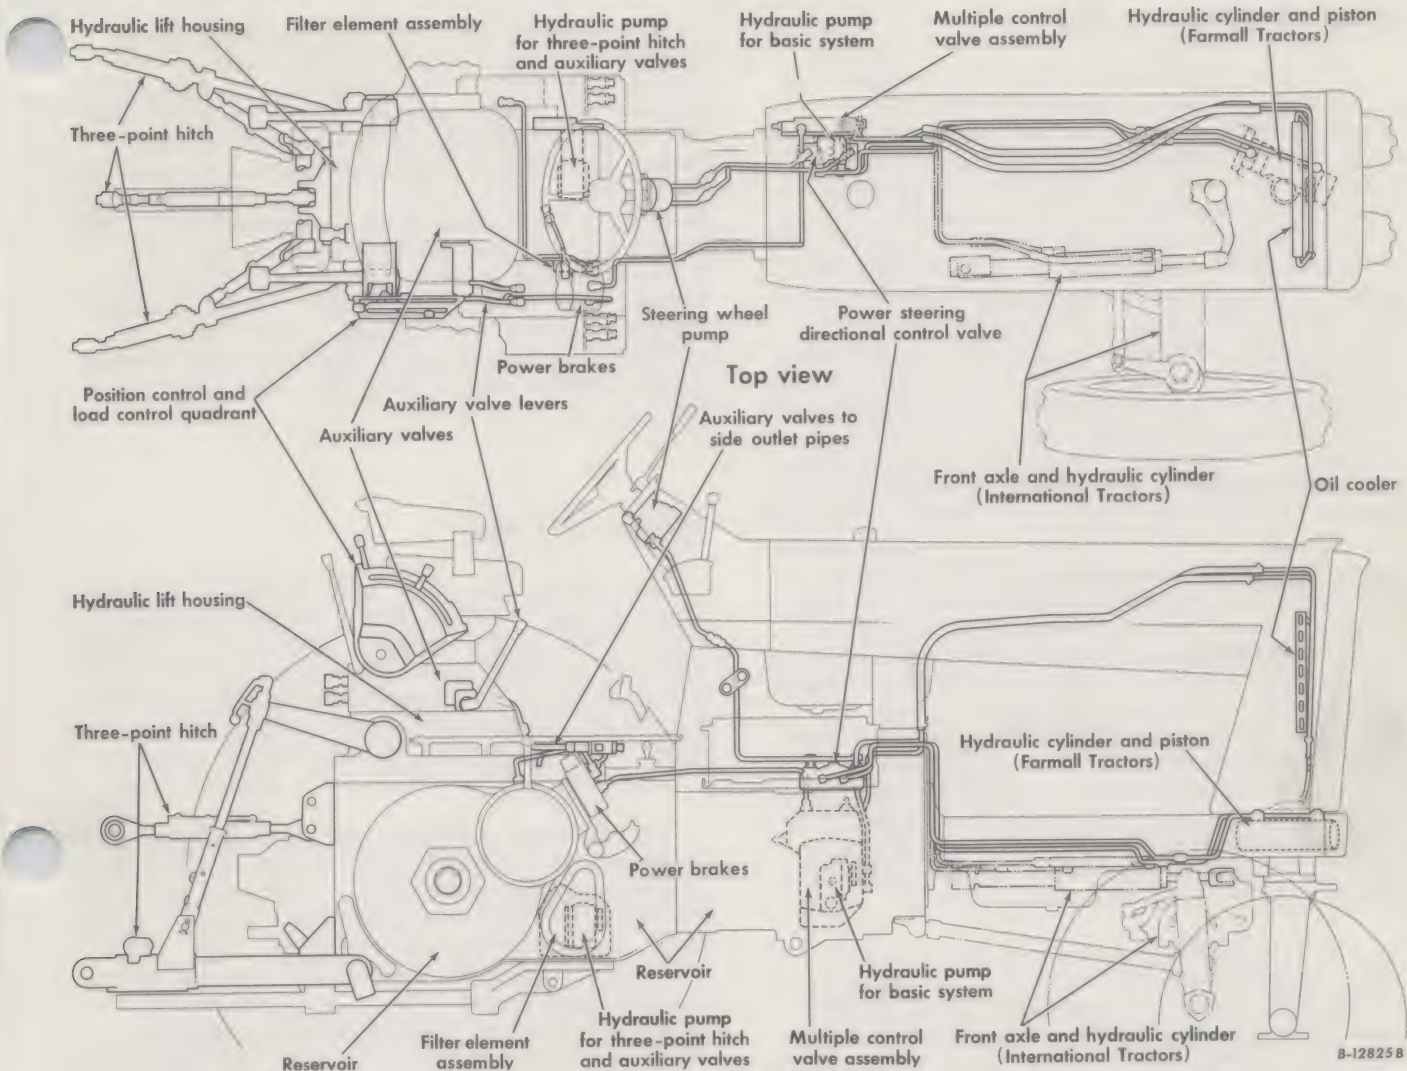 Hydraulic lift housing
Filter element assembly
Hydraulic pump
for three-point hitch
and auxiliary valves
Hydraulic pump
for basic system
Multiple control
valve assembly
Hydraulic cylinder and piston
(Farmall Tractors)
Three-point hitch
Steering wheel
pump
Power steering
directional control valve
Power brakes
Top view
Position control and
load control quadrant
Auxiliary valve levers
Auxiliary valves
Auxiliary valves to
side outlet pipes
Front axle and hydraulic cylinder
(International Tractors)
Oil cooler
Hydraulic lift housing
Three-point hitch
Hydraulic cylinder and piston
(Farmall Tractors)
Power brakes
Reservoir
Hydraulic pump
for basic system
Reservoir
Filter element
assembly
Hydraulic pump
for three-point hitch
and auxiliary valves
Multiple control
valve assembly
Front axle and hydraulic cylinder
(International Tractors)
B-12825 B